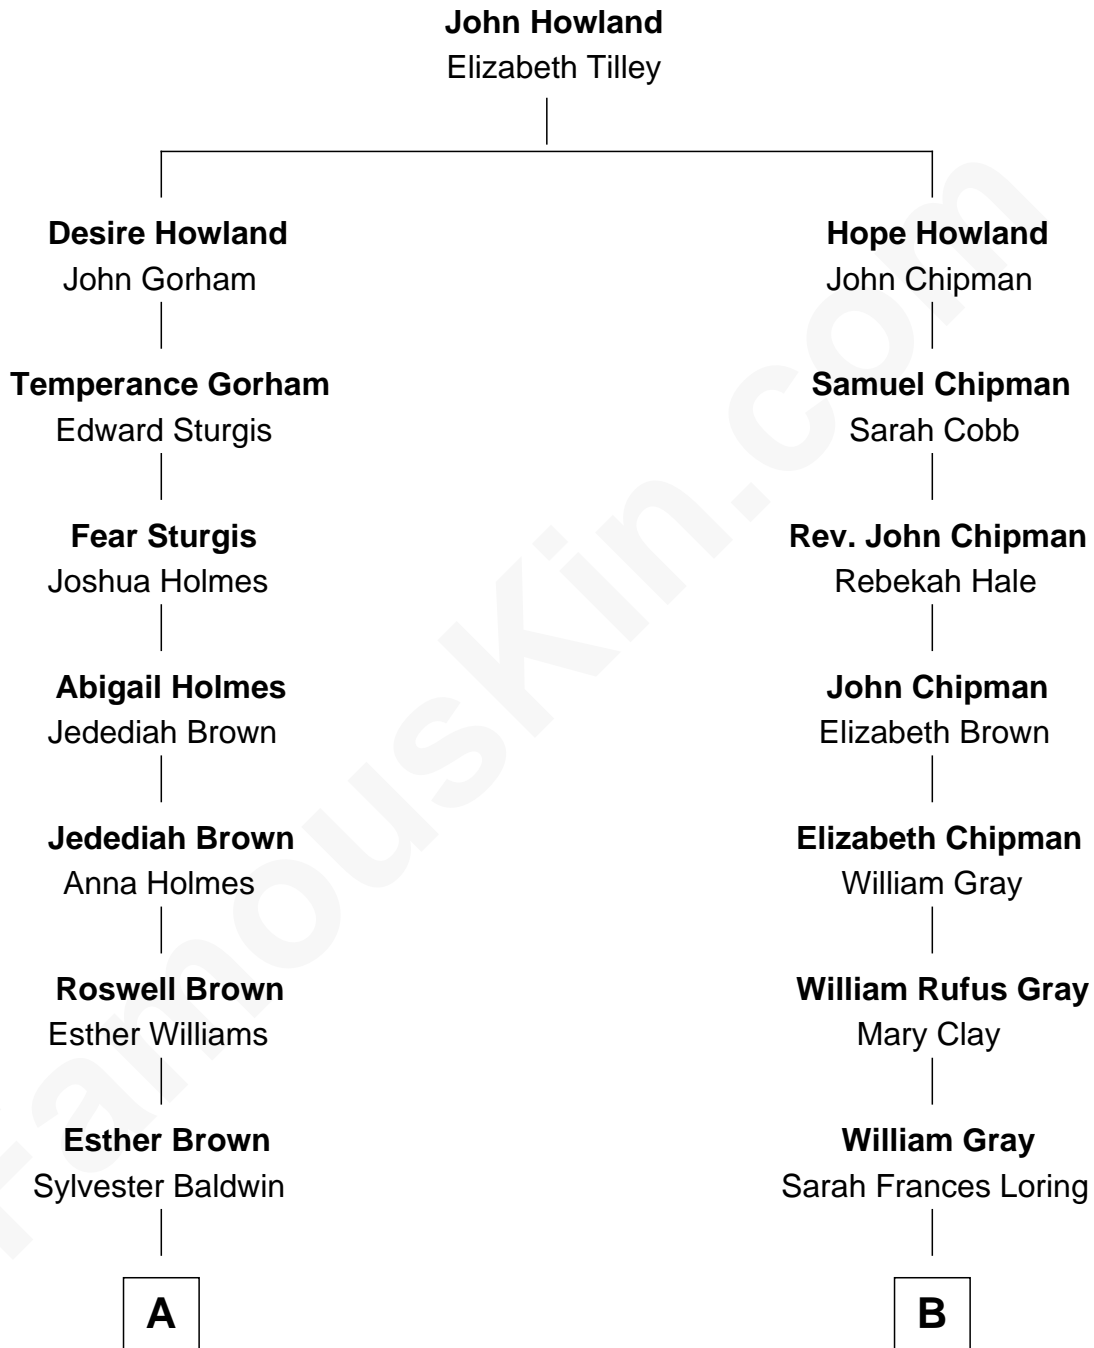 John Howland
Elizabeth Tilley
Desire Howland
John Gorham
Hope Howland
John Chipman
Temperance Gorham
Edward Sturgis
Samuel Chipman
Sarah Cobb
Fear Sturgis
Joshua Holmes
Rev. John Chipman
Rebekah Hale
Abigail Holmes
Jedediah Brown
John Chipman
Elizabeth Brown
Jedediah Brown
Anna Holmes
Elizabeth Chipman
William Gray
Roswell Brown
Esther Williams
William Rufus Gray
Mary Clay
Esther Brown
Sylvester Baldwin
William Gray
Sarah Frances Loring
A
B
FamousKin.com